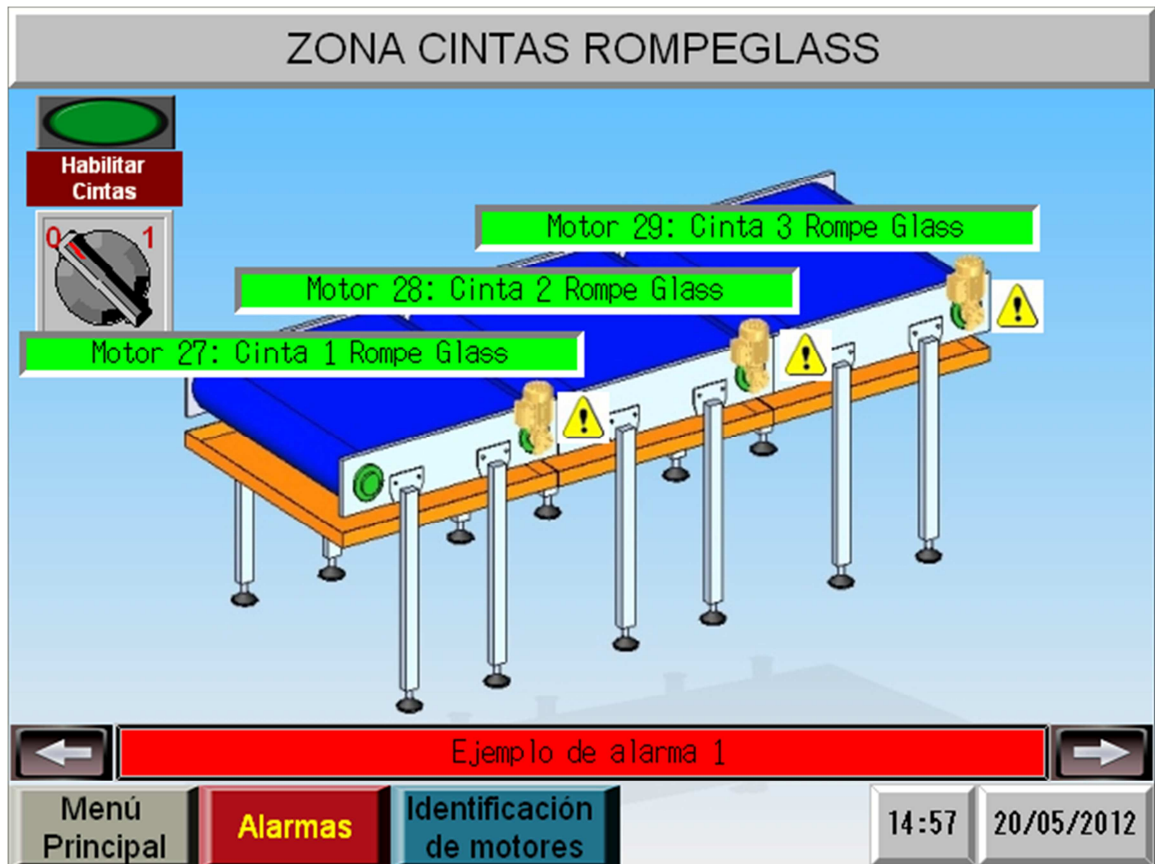 ZONA CINTAS ROMPEGLASS
Habilitar
Cintas
0 1
Motor 29: Cinta 3 Rompe Glass
Motor 28: Cinta 2 Rompe Glass
Motor 27: Cinta 1 Rompe Glass
Ejemplo de alarma 1
Menú
Principal
Alarmas
Identificación
de motores
14:57
20/05/2012